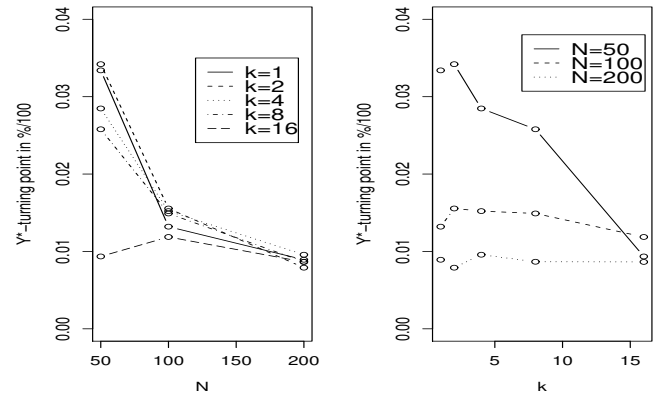 Y*−turning point in %/100
0.04
0.03
0.02
0.01
0.00
k=1
k=2
k=4
k=8
k=16
50
100
150
200
N
Y*−turning point in %/100
0.04
0.03
0.02
0.01
0.00
N=50
N=100
N=200
5
10
15
k